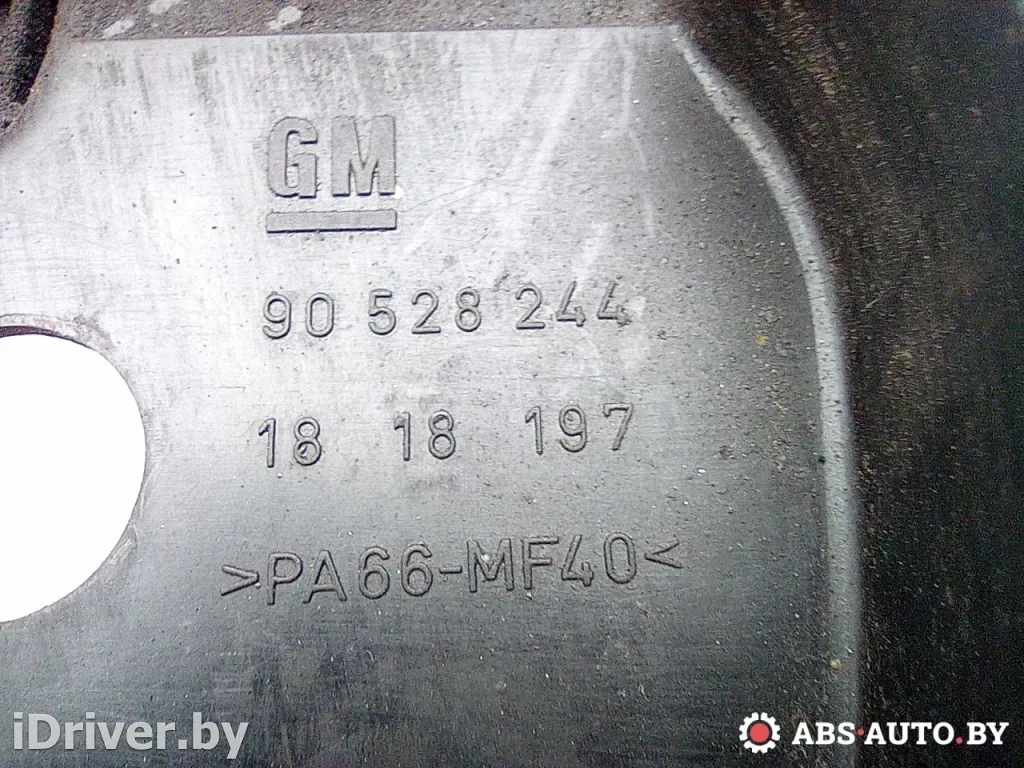 GM
90 528 244
18 18 197
>PA66-MF40<
iDriver.by
ABS-AUTO.BY